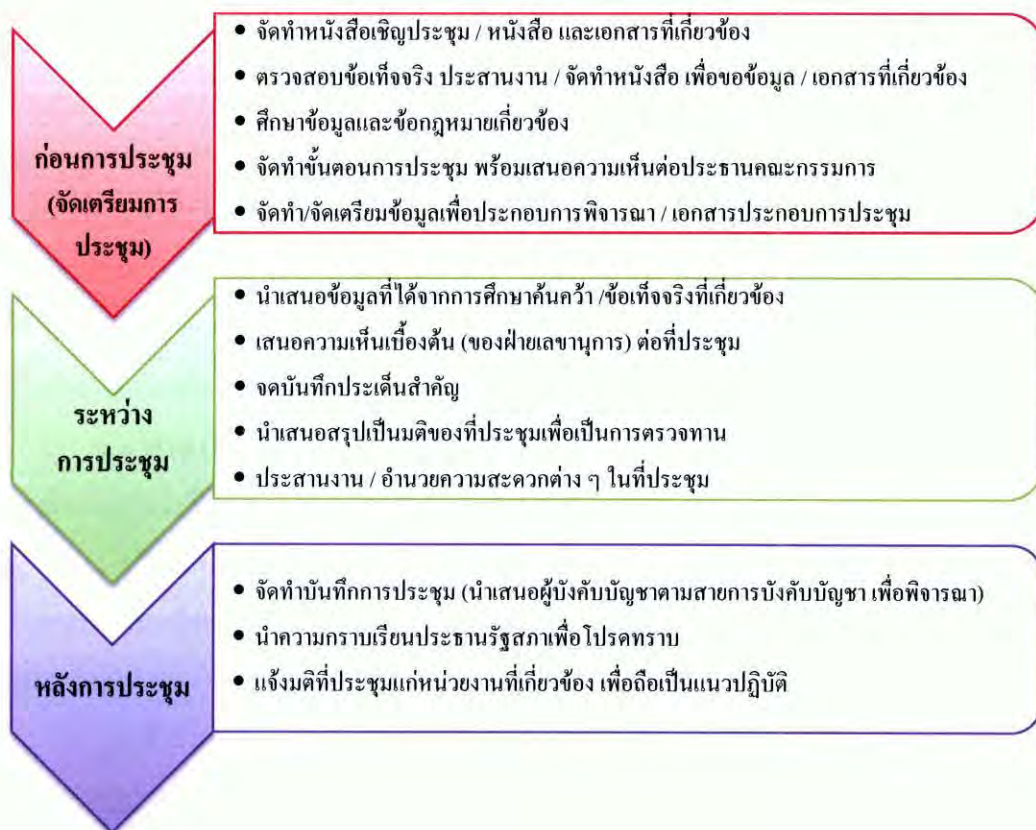 ก่อนการประชุม
(จัดเตรียมการ
ประชุม)
• จัดทำหนังสือเชิญประชุม / หนังสือ และเอกสารที่เกี่ยวข้อง
• ตรวจสอบข้อเท็จจริง ประสานงาน / จัดทำหนังสือ เพื่อขอข้อมูล / เอกสารที่เกี่ยวข้อง
• ศึกษาข้อมูลและข้อกฎหมายเกี่ยวข้อง
• จัดทำขั้นตอนการประชุม พร้อมเสนอความเห็นต่อประธานคณะกรรมการ
• จัดทำ/จัดเตรียมข้อมูลเพื่อประกอบการพิจารณา / เอกสารประกอบการประชุม
ระหว่าง
การประชุม
• นำเสนอข้อมูลที่ได้จากการศึกษาค้นคว้า /ข้อเท็จจริงที่เกี่ยวข้อง
• เสนอความเห็นเบื้องต้น (ของฝ่ายเลขานุการ) ต่อที่ประชุม
• จดบันทึกประเด็นสำคัญ
• นำเสนอสรุปเป็นมติของที่ประชุมเพื่อเป็นการตรวจทาน
• ประสานงาน / อำนวยความสะดวกต่าง ๆ ในที่ประชุม
หลังการประชุม
• จัดทำบันทึกการประชุม (นำเสนอผู้บังคับบัญชาตามสายการบังคับบัญชา เพื่อพิจารณา)
• นำความกราบเรียนประธานรัฐสภาเพื่อโปรดทราบ
• แจ้งมติที่ประชุมแก่หน่วยงานที่เกี่ยวข้อง เพื่อถือเป็นแนวปฏิบัติ